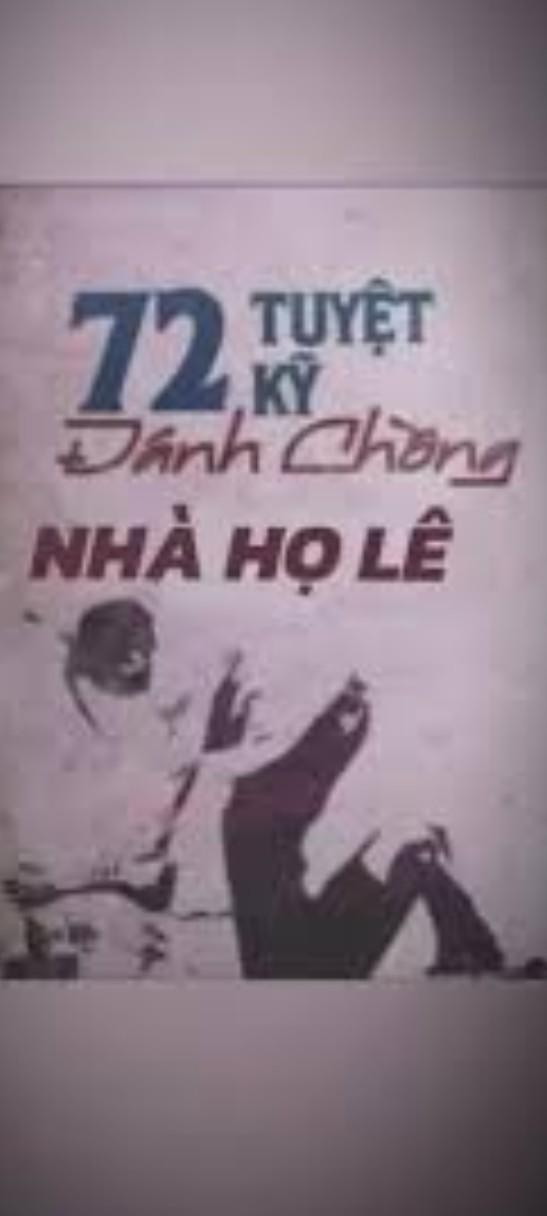 72 TUYỆT
KỸ
Đánh Chồng
NHÀ HỌ LÊ